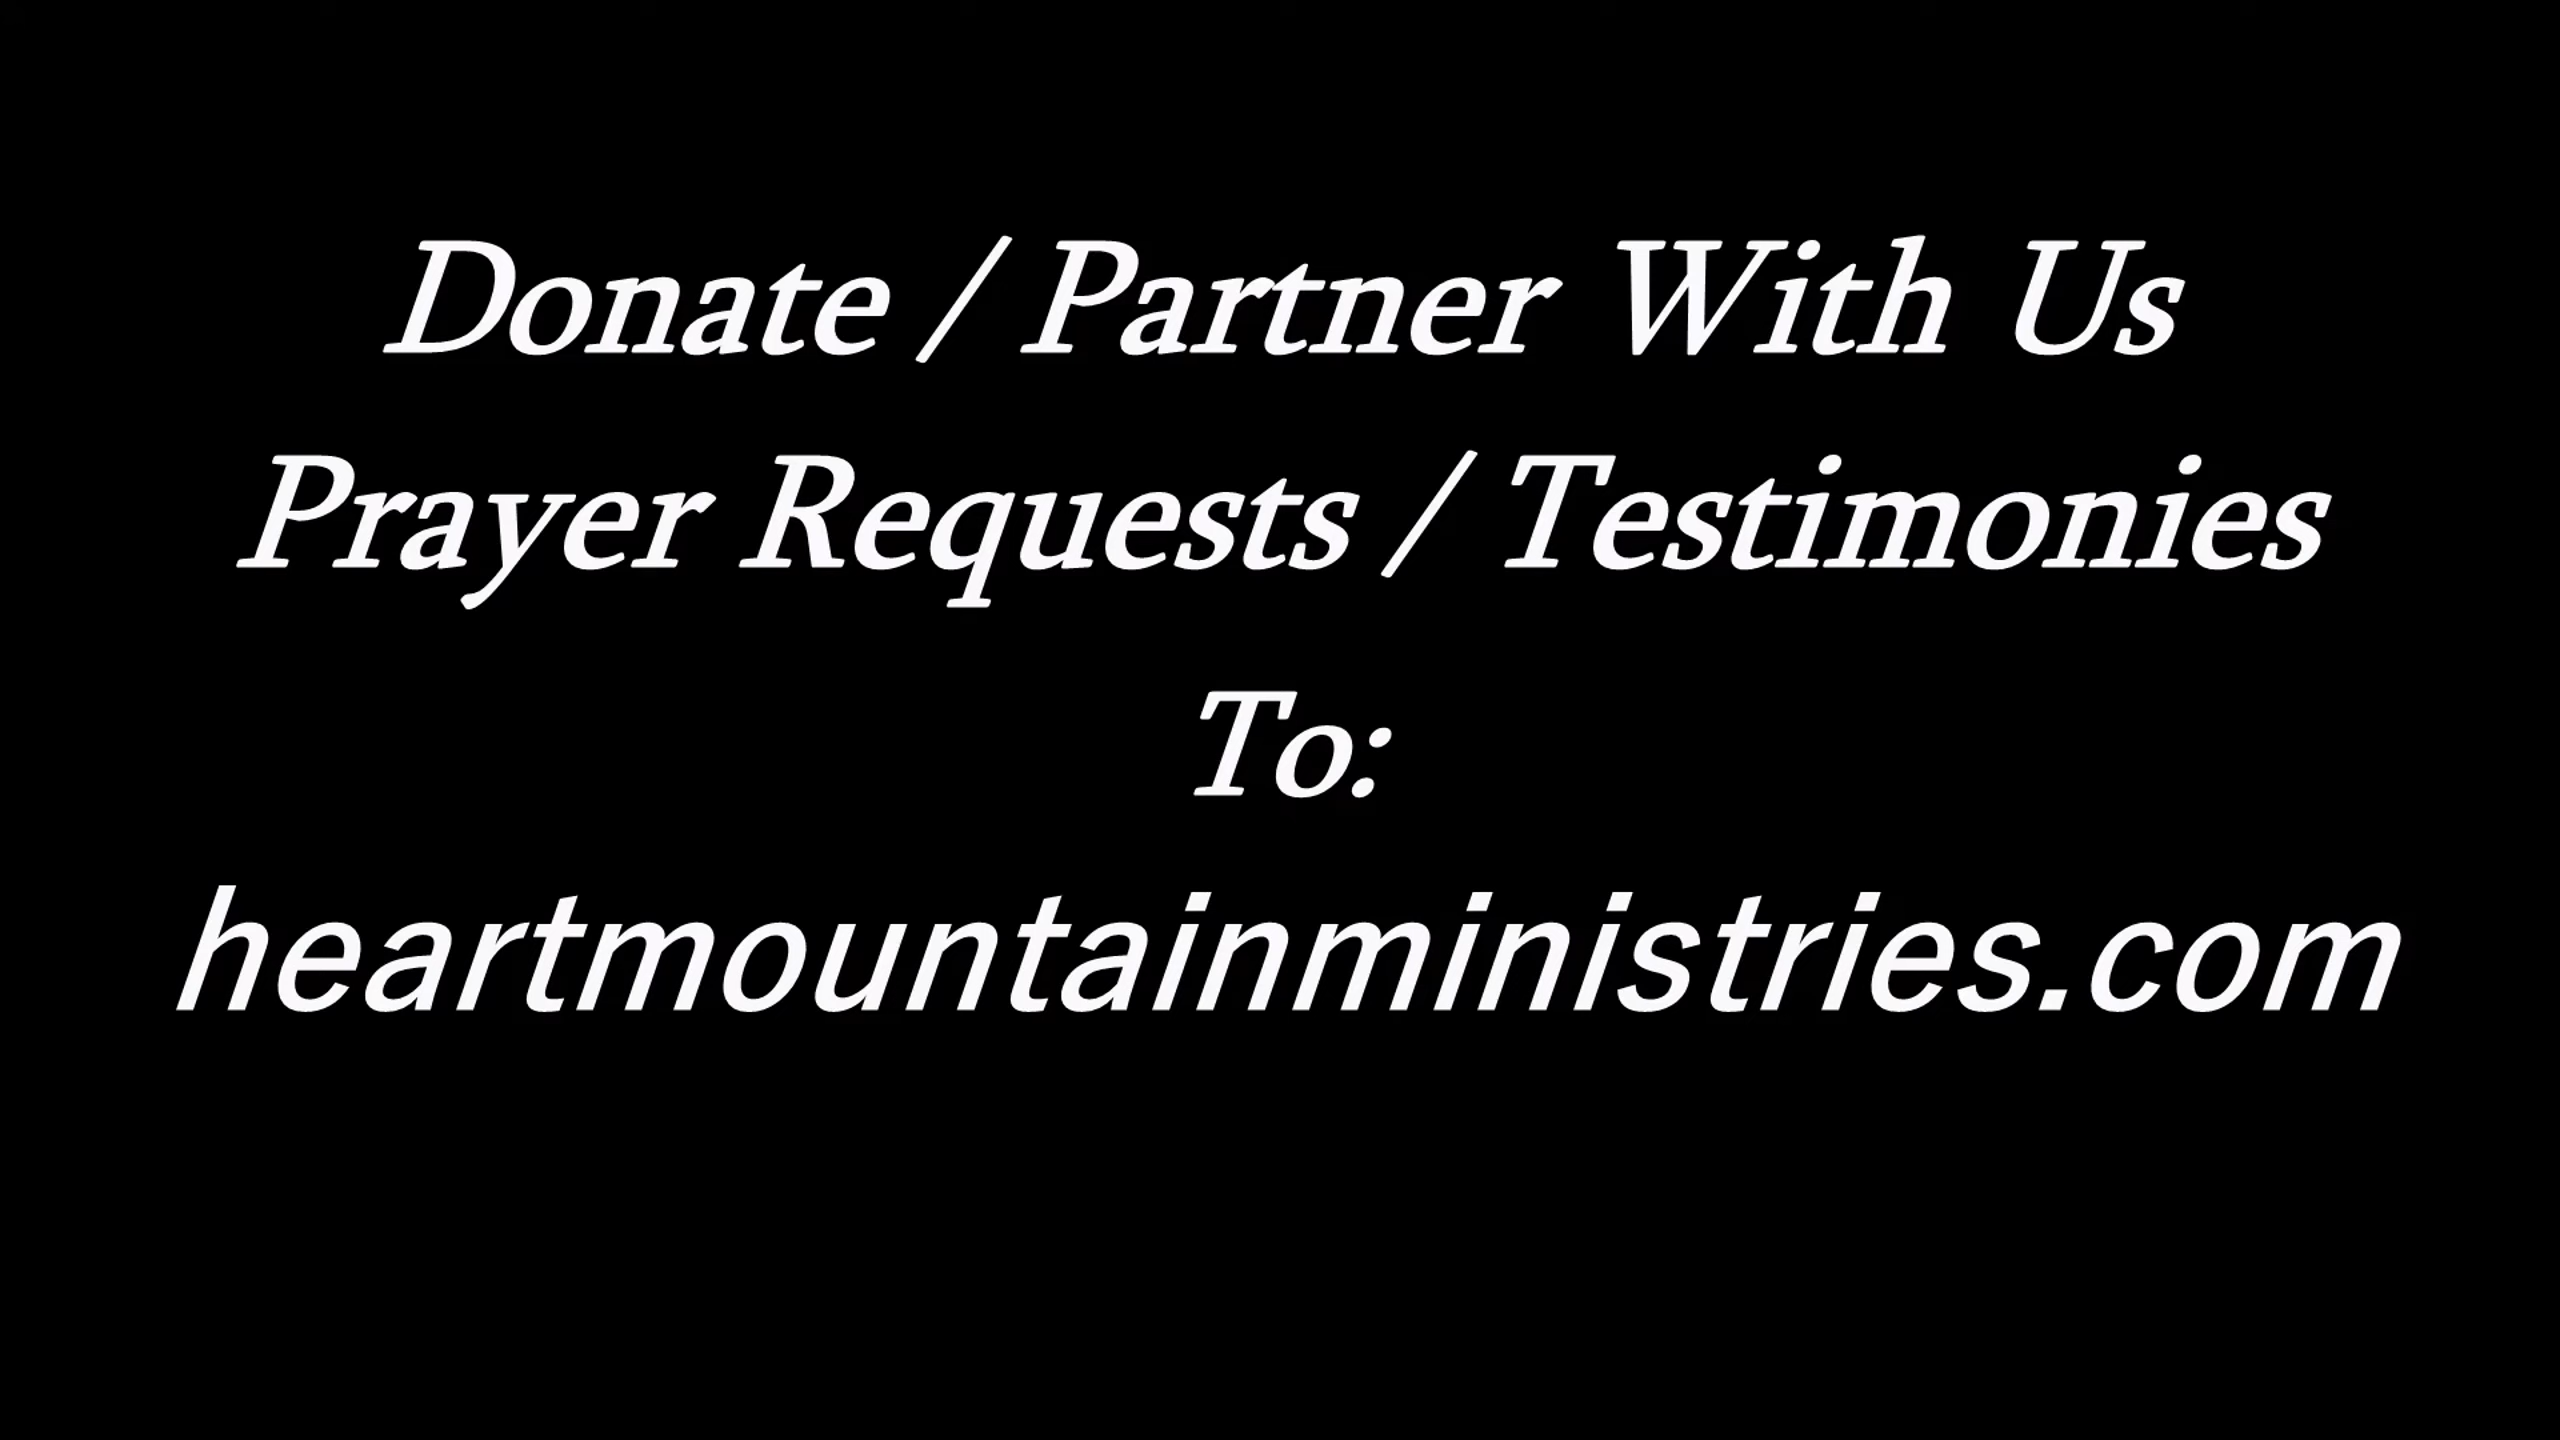 Donate / Partner With Us
Prayer Requests / Testimonies
To:
heartmountainministries.com